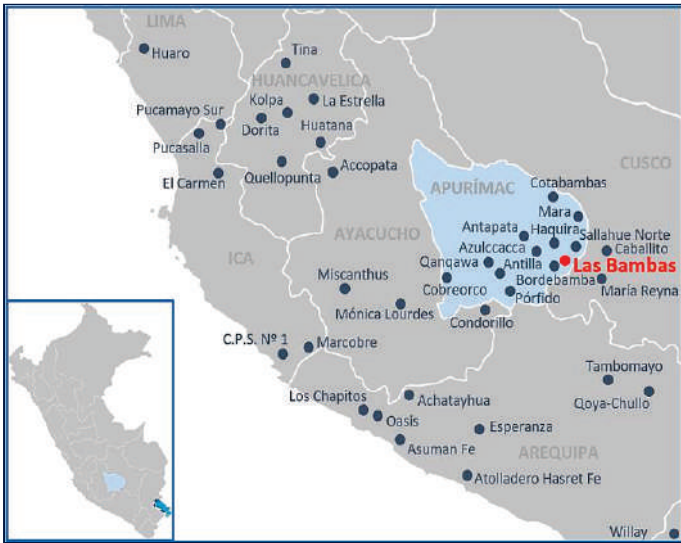 LIMA
Huaro
Tina
HUANCAVELICA
Kolpa
La Estrella
Pucamayo Sur
Dorita
Huatana
Pucasalla
El Carmen
Quellopunta
Accopata
CUSCO
APURÍMAC
Cotabambas
Mara
Antapata
Haquira
Sallahue Norte
AYACUCHO
Azulccacca
Caballito
ICA
Qanqawa
Antilla
Las Bambas
Miscanthus
Cobreorco
Bordebamba
María Reyna
Pórfido
Mónica Lourdes
Condorillo
C.P.S. Nº 1
Marcobre
Tambomayo
Los Chapitos
Achatayhua
Qoya-Chullo
Oasis
Esperanza
Asuman Fe
AREQUIPA
Atolladero Hasret Fe
Willay